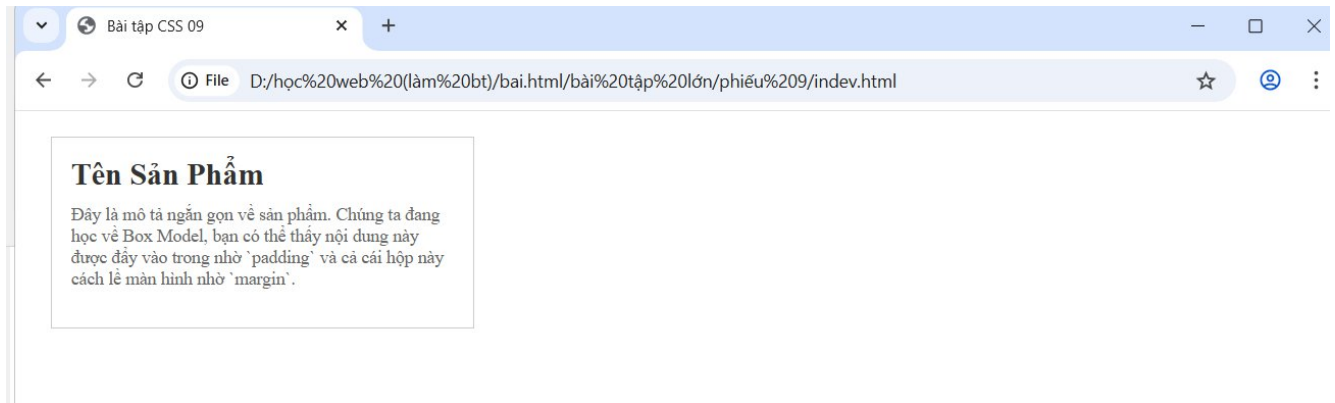 Bài tập CSS 09
File D:/học%20web%20(làm%20bt)/bai.html/bài%20tập%20lớn/phiếu%209/indev.html
Tên Sản Phẩm
Đây là mô tả ngắn gọn về sản phẩm. Chúng ta đang
học về Box Model, bạn có thể thấy nội dung này
được đẩy vào trong nhờ `padding` và cả cái hộp này
cách lề màn hình nhờ `margin`.